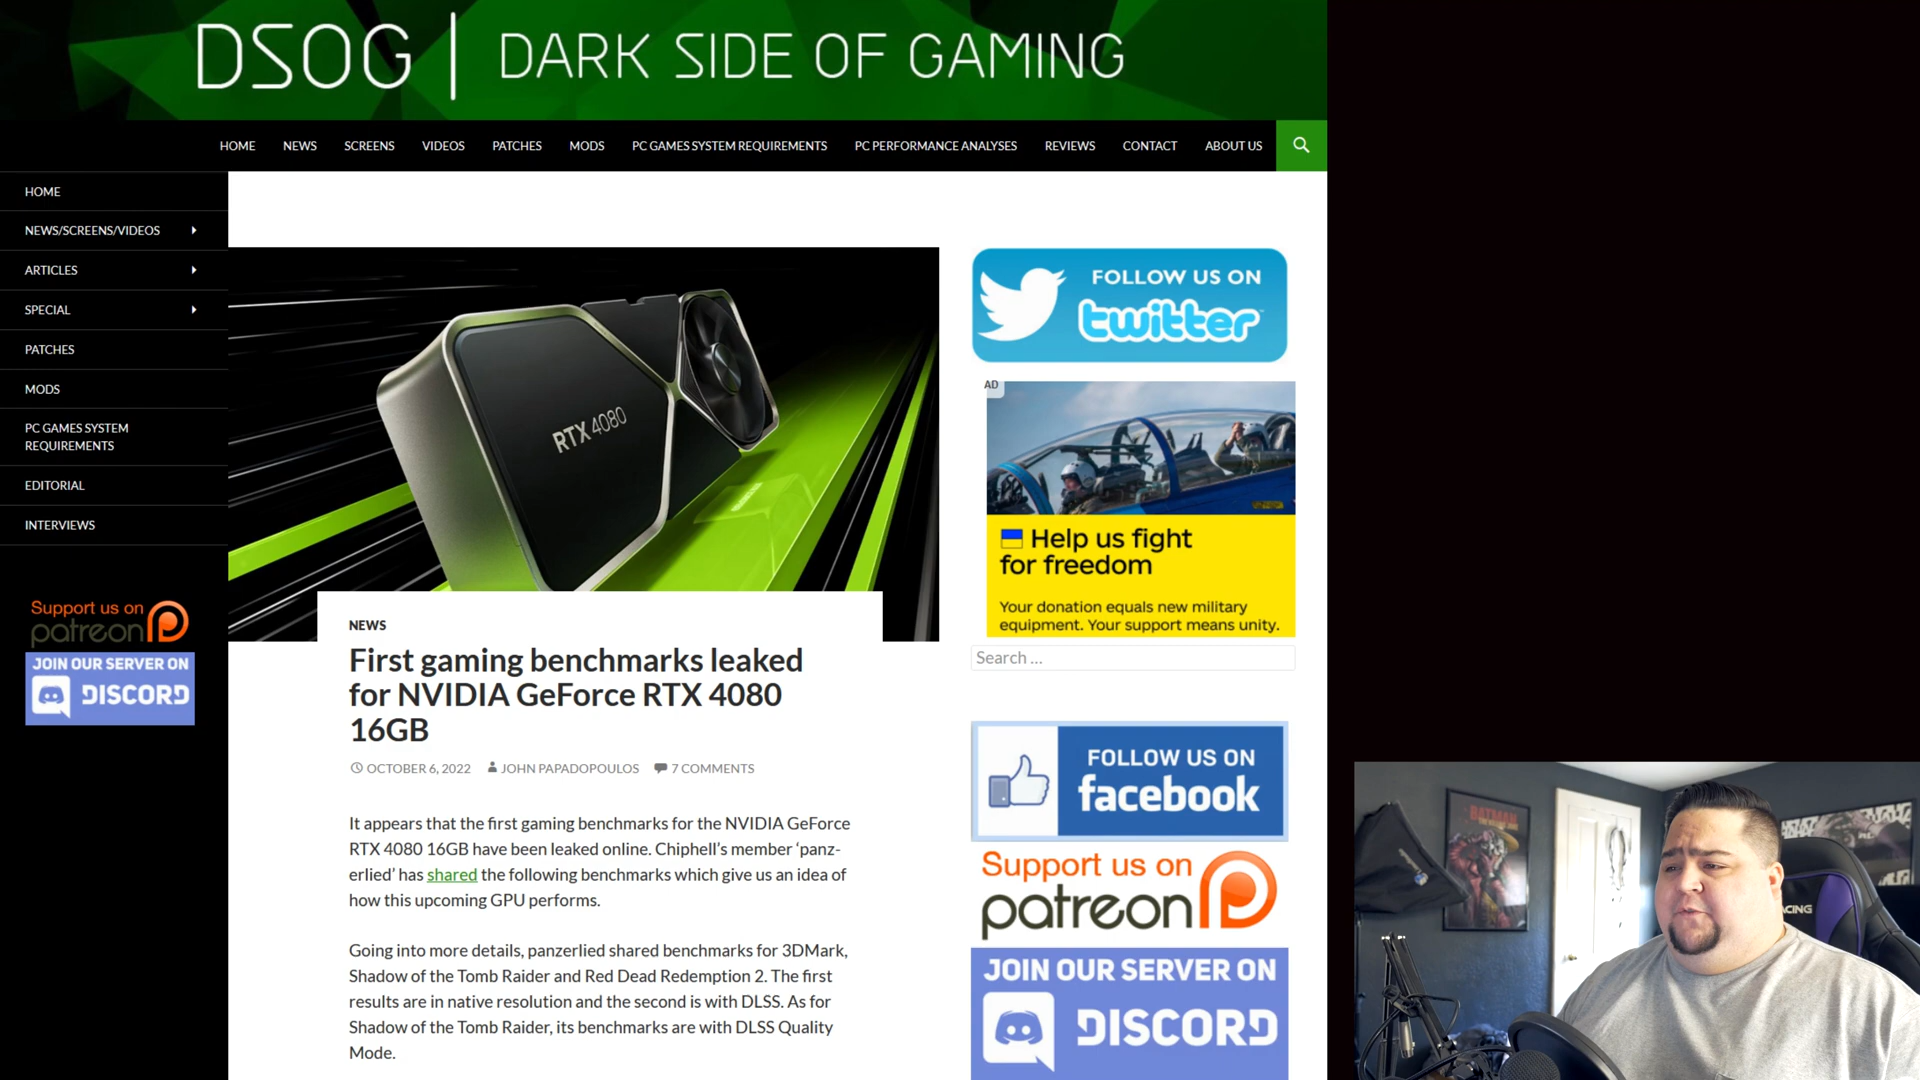 DSOG | DARK SIDE OF GAMING
HOME NEWS SCREENS VIDEOS PATCHES MODS PC GAMES SYSTEM REQUIREMENTS PC PERFORMANCE ANALYSES REVIEWS CONTACT ABOUT US
HOME
NEWS/SCREENS/VIDEOS
ARTICLES
SPECIAL
PATCHES
MODS
PC GAMES SYSTEM
REQUIREMENTS
EDITORIAL
INTERVIEWS
Support us on
patreon
JOIN OUR SERVER ON
DISCORD
RTX 4080
NEWS
First gaming benchmarks leaked
for NVIDIA GeForce RTX 4080
16GB
OCTOBER 6, 2022 JOHN PAPADOPOULOS 7 COMMENTS
It appears that the first gaming benchmarks for the NVIDIA GeForce
RTX 4080 16GB have been leaked online. Chiphell's member ‘panz-
erlied’ has shared the following benchmarks which give us an idea of
how this upcoming GPU performs.
Going into more details, panzerlied shared benchmarks for 3DMark,
Shadow of the Tomb Raider and Red Dead Redemption 2. The first
results are in native resolution and the second is with DLSS. As for
Shadow of the Tomb Raider, its benchmarks are with DLSS Quality
Mode.
FOLLOW US ON
twitter
AD
Help us fight
for freedom
Your donation equals new military
equipment. Your support means unity.
Search ...
FOLLOW US ON
facebook
Support us on
patreon
JOIN OUR SERVER ON
DISCORD
BATMAN